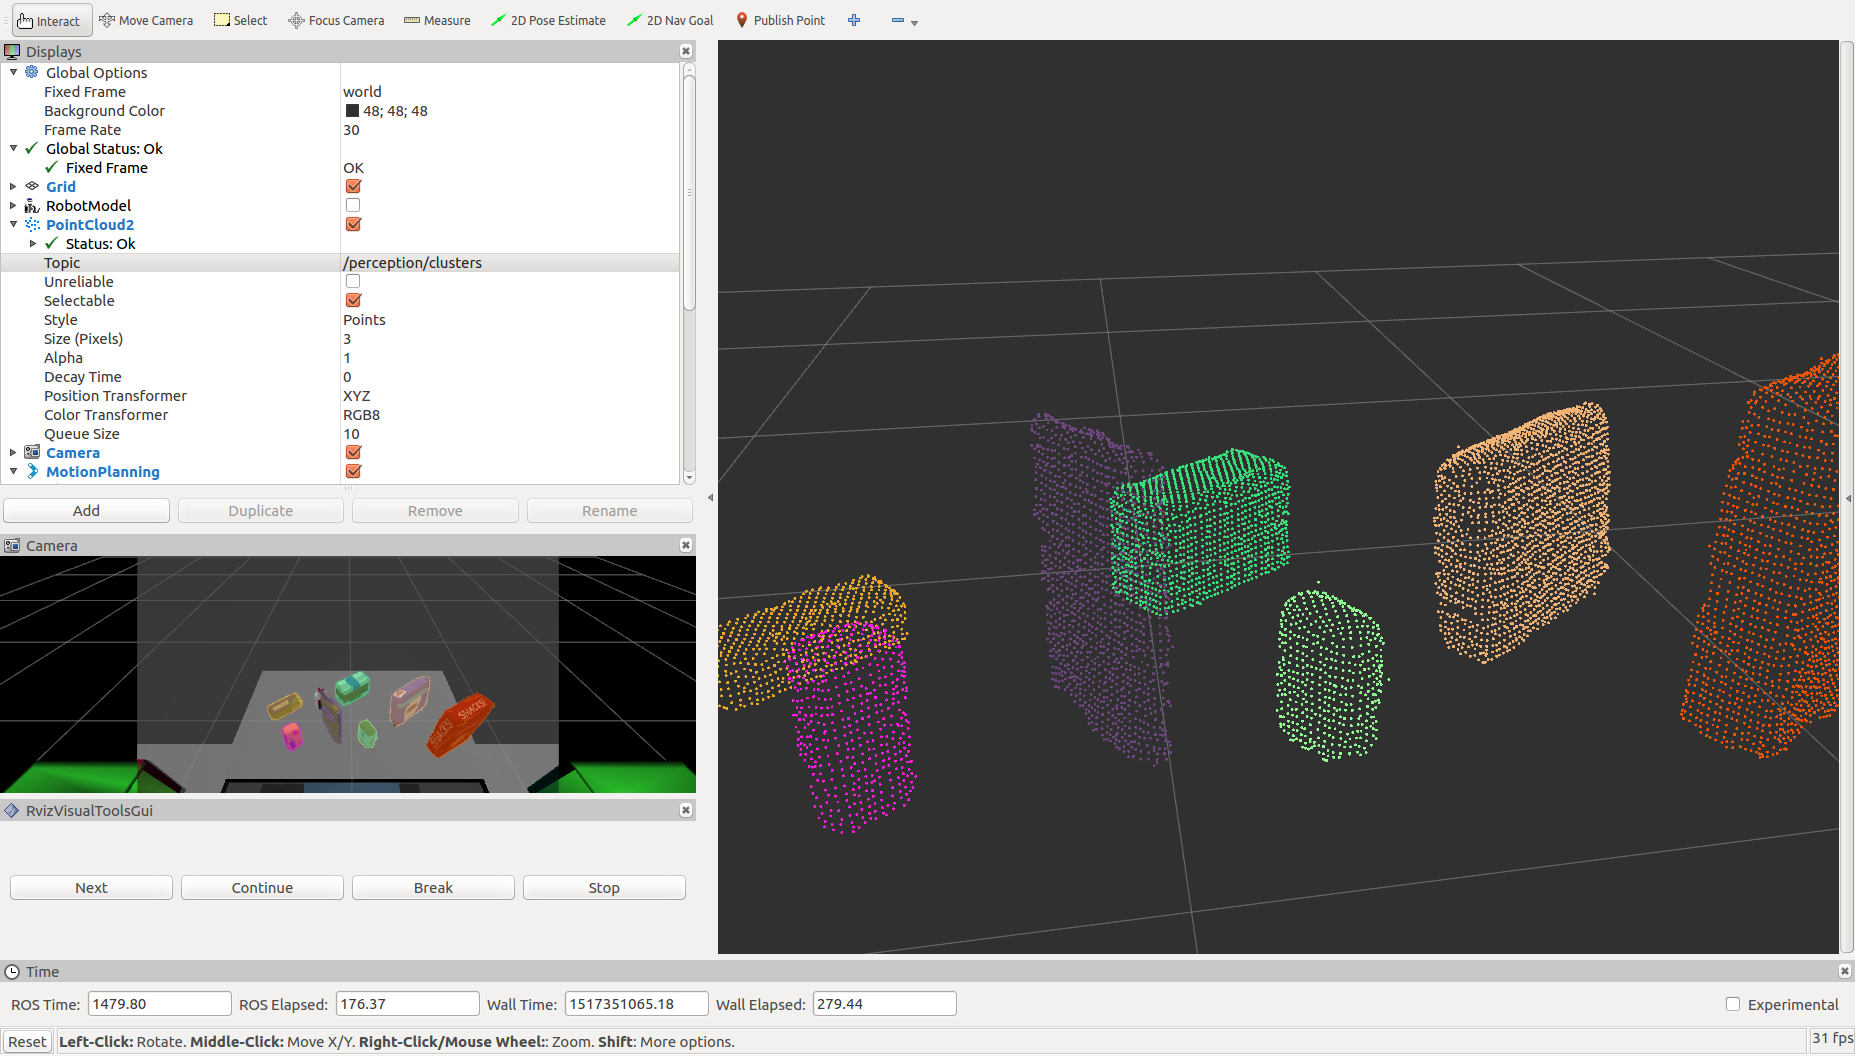 Interact Move Camera Select Focus Camera Measure 2D Pose Estimate 2D Nav Goal Publish Point
Displays
Global Options
Fixed Frame world
Background Color 48; 48; 48
Frame Rate 30
Global Status: Ok
Fixed Frame OK
Grid
RobotModel
PointCloud2
Status: Ok
Topic /perception/clusters
Unreliable
Selectable
Style Points
Size (Pixels) 3
Alpha 1
Decay Time 0
Position Transformer XYZ
Color Transformer RGB8
Queue Size 10
Camera
MotionPlanning
Add Duplicate Remove Rename
Camera
SNACKS!
SNACKS!
RvizVisualToolsGui
Next Continue Break Stop
Time
ROS Time: 1479.80 ROS Elapsed: 176.37 Wall Time: 1517351065.18 Wall Elapsed: 279.44 Experimental
Reset Left-Click: Rotate. Middle-Click: Move X/Y. Right-Click/Mouse Wheel:: Zoom. Shift: More options. 31 fps